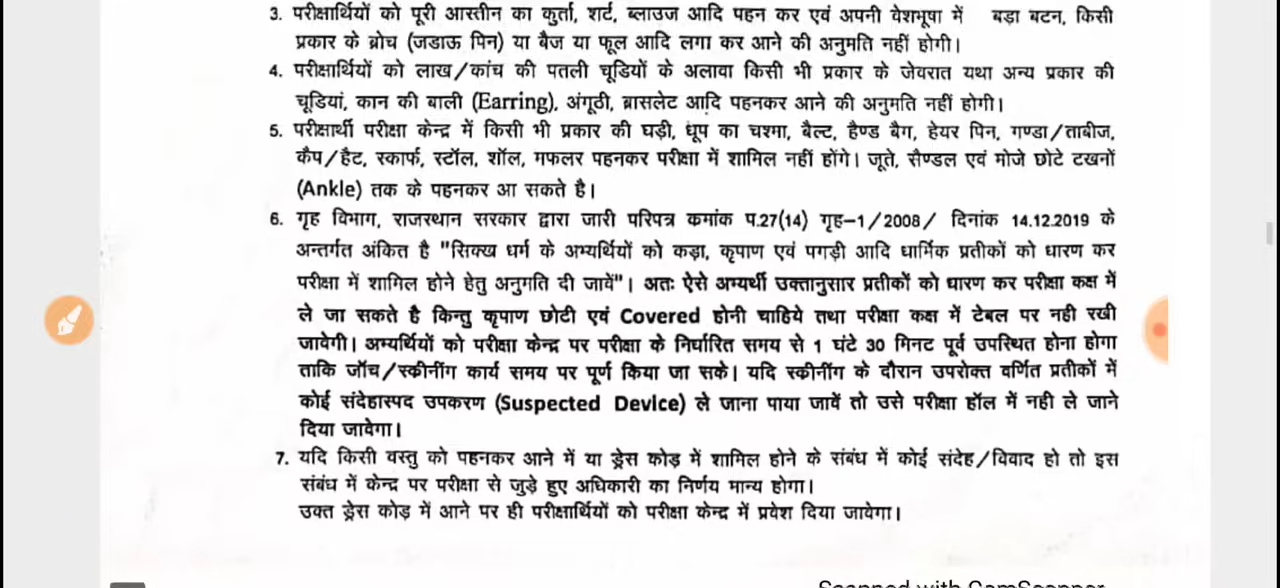 3. परीक्षार्थियों को पूरी आस्तीन का कुर्ता, शर्ट, ब्लाउज आदि पहन कर एवं अपनी वेशभूषा में बड़ा बटन, किसी
प्रकार के ब्रोच (जडाऊ पिन) या बैज या फूल आदि लगा कर आने की अनुमति नहीं होगी।
4. परीक्षार्थियों को लाख/कांच की पतली चूडियों के अलावा किसी भी प्रकार के जेवरात यथा अन्य प्रकार की
चूडियां, कान की बाली (Earring), अंगूठी, ब्रासलेट आदि पहनकर आने की अनुमति नहीं होगी।
5. परीक्षार्थी परीक्षा केन्द्र में किसी भी प्रकार की घड़ी, धूप का चश्मा, बैल्ट, हैण्ड बैग, हेयर पिन, गण्डा/ताबीज,
कैप/हैट, स्कार्फ, स्टॉल, शॉल, मफलर पहनकर परीक्षा में शामिल नहीं होंगे। जूते, सैण्डल एवं मोजे छोटे टखनों
(Ankle) तक के पहनकर आ सकते है।
6. गृह विभाग, राजस्थान सरकार द्वारा जारी परिपत्र कमांक प.27(14) गृह-1/2008/ दिनांक 14.12.2019 के
अन्तर्गत अंकित है "सिक्ख धर्म के अभ्यर्थियों को कड़ा, कृपाण एवं पगड़ी आदि धार्मिक प्रतीकों को धारण कर
परीक्षा में शामिल होने हेतु अनुमति दी जावें"। अतः ऐसे अभ्यर्थी उक्तानुसार प्रतीकों को धारण कर परीक्षा कक्ष में
ले जा सकते है किन्तु कृपाण छोटी एवं Covered होनी चाहिये तथा परीक्षा कक्ष में टेबल पर नही रखी
जावेगी। अभ्यर्थियों को परीक्षा केन्द्र पर परीक्षा के निर्धारित समय से 1 घंटे 30 मिनट पूर्व उपस्थित होना होगा
ताकि जॉच/स्कीनींग कार्य समय पर पूर्ण किया जा सके। यदि स्कीनींग के दौरान उपरोक्त वर्णित प्रतीकों में
कोई संदेहास्पद उपकरण (Suspected Device) ले जाना पाया जावें तो उसे परीक्षा हॉल में नही ले जाने
दिया जावेगा।
7. यदि किसी वस्तु को पहनकर आने में या ड्रेस कोड़ में शामिल होने के संबंध में कोई संदेह/विवाद हो तो इस
संबंध में केन्द्र पर परीक्षा से जुड़े हुए अधिकारी का निर्णय मान्य होगा।
उक्त ड्रेस कोड़ में आने पर ही परीक्षार्थियों को परीक्षा केन्द्र में प्रवेश दिया जावेगा।
Scanned with CamScanner